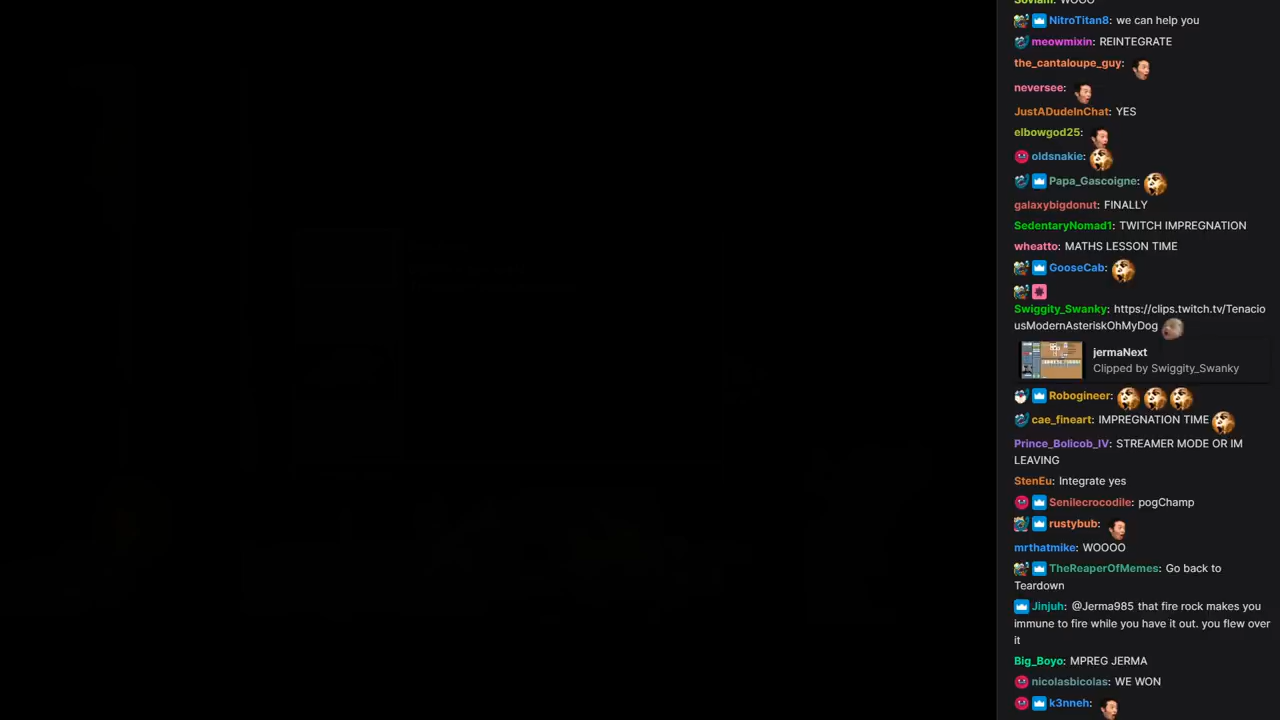 Soviam: WOOO
NitroTitan8: we can help you
meowmixin: REINTEGRATE
the_cantaloupe_guy:
neversee:
JustADudeInChat: YES
elbowgod25:
oldsnakie:
Papa_Gascoigne:
galaxybigdonut: FINALLY
SedentaryNomad1: TWITCH IMPREGNATION
wheatto: MATHS LESSON TIME
GooseCab:
Swiggity_Swanky: https://clips.twitch.tv/Tenacio
usModernAsteriskOhMyDog
jermaNext
Clipped by Swiggity_Swanky
Robogineer:
cae_fineart: IMPREGNATION TIME
Prince_Bolicob_IV: STREAMER MODE OR IM
LEAVING
StenEu: Integrate yes
Senilecrocodile: pogChamp
rustybub:
mrthatmike: WOOOO
TheReaperOfMemes: Go back to
Teardown
Jinjuh: @Jerma985 that fire rock makes you
immune to fire while you have it out. you flew over
it
Big_Boyo: MPREG JERMA
nicolasbicolas: WE WON
k3nneh: